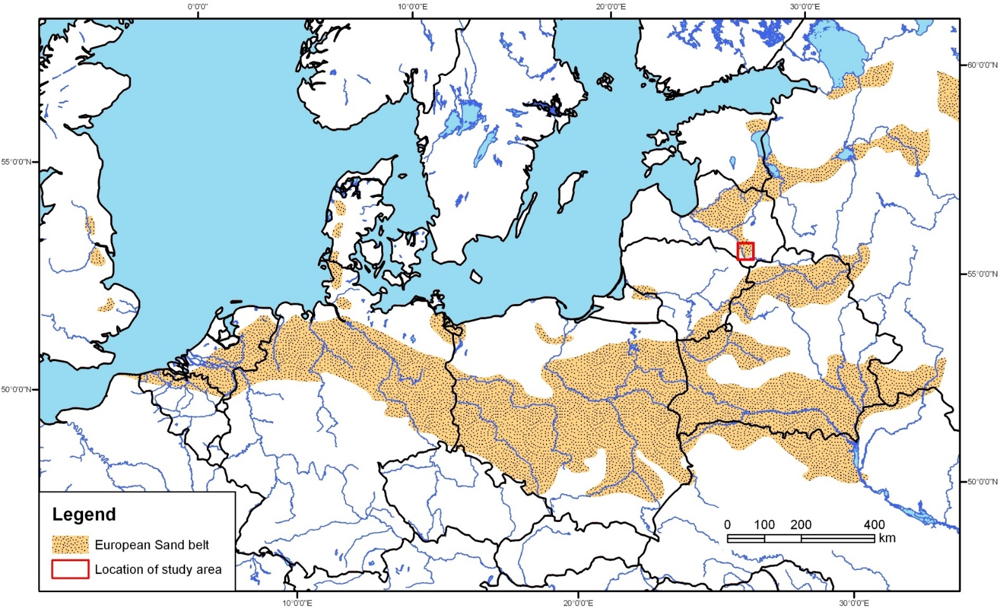 0°0'0" 10°0'0"E 20°0'0"E 30°0'0"E
60°0'0"N
55°0'0"N
55°0'0"N
50°0'0"N
50°0'0"N
Legend
European Sand belt
Location of study area
0 100 200 400
km
10°0'0"E 20°0'0"E 30°0'0"E